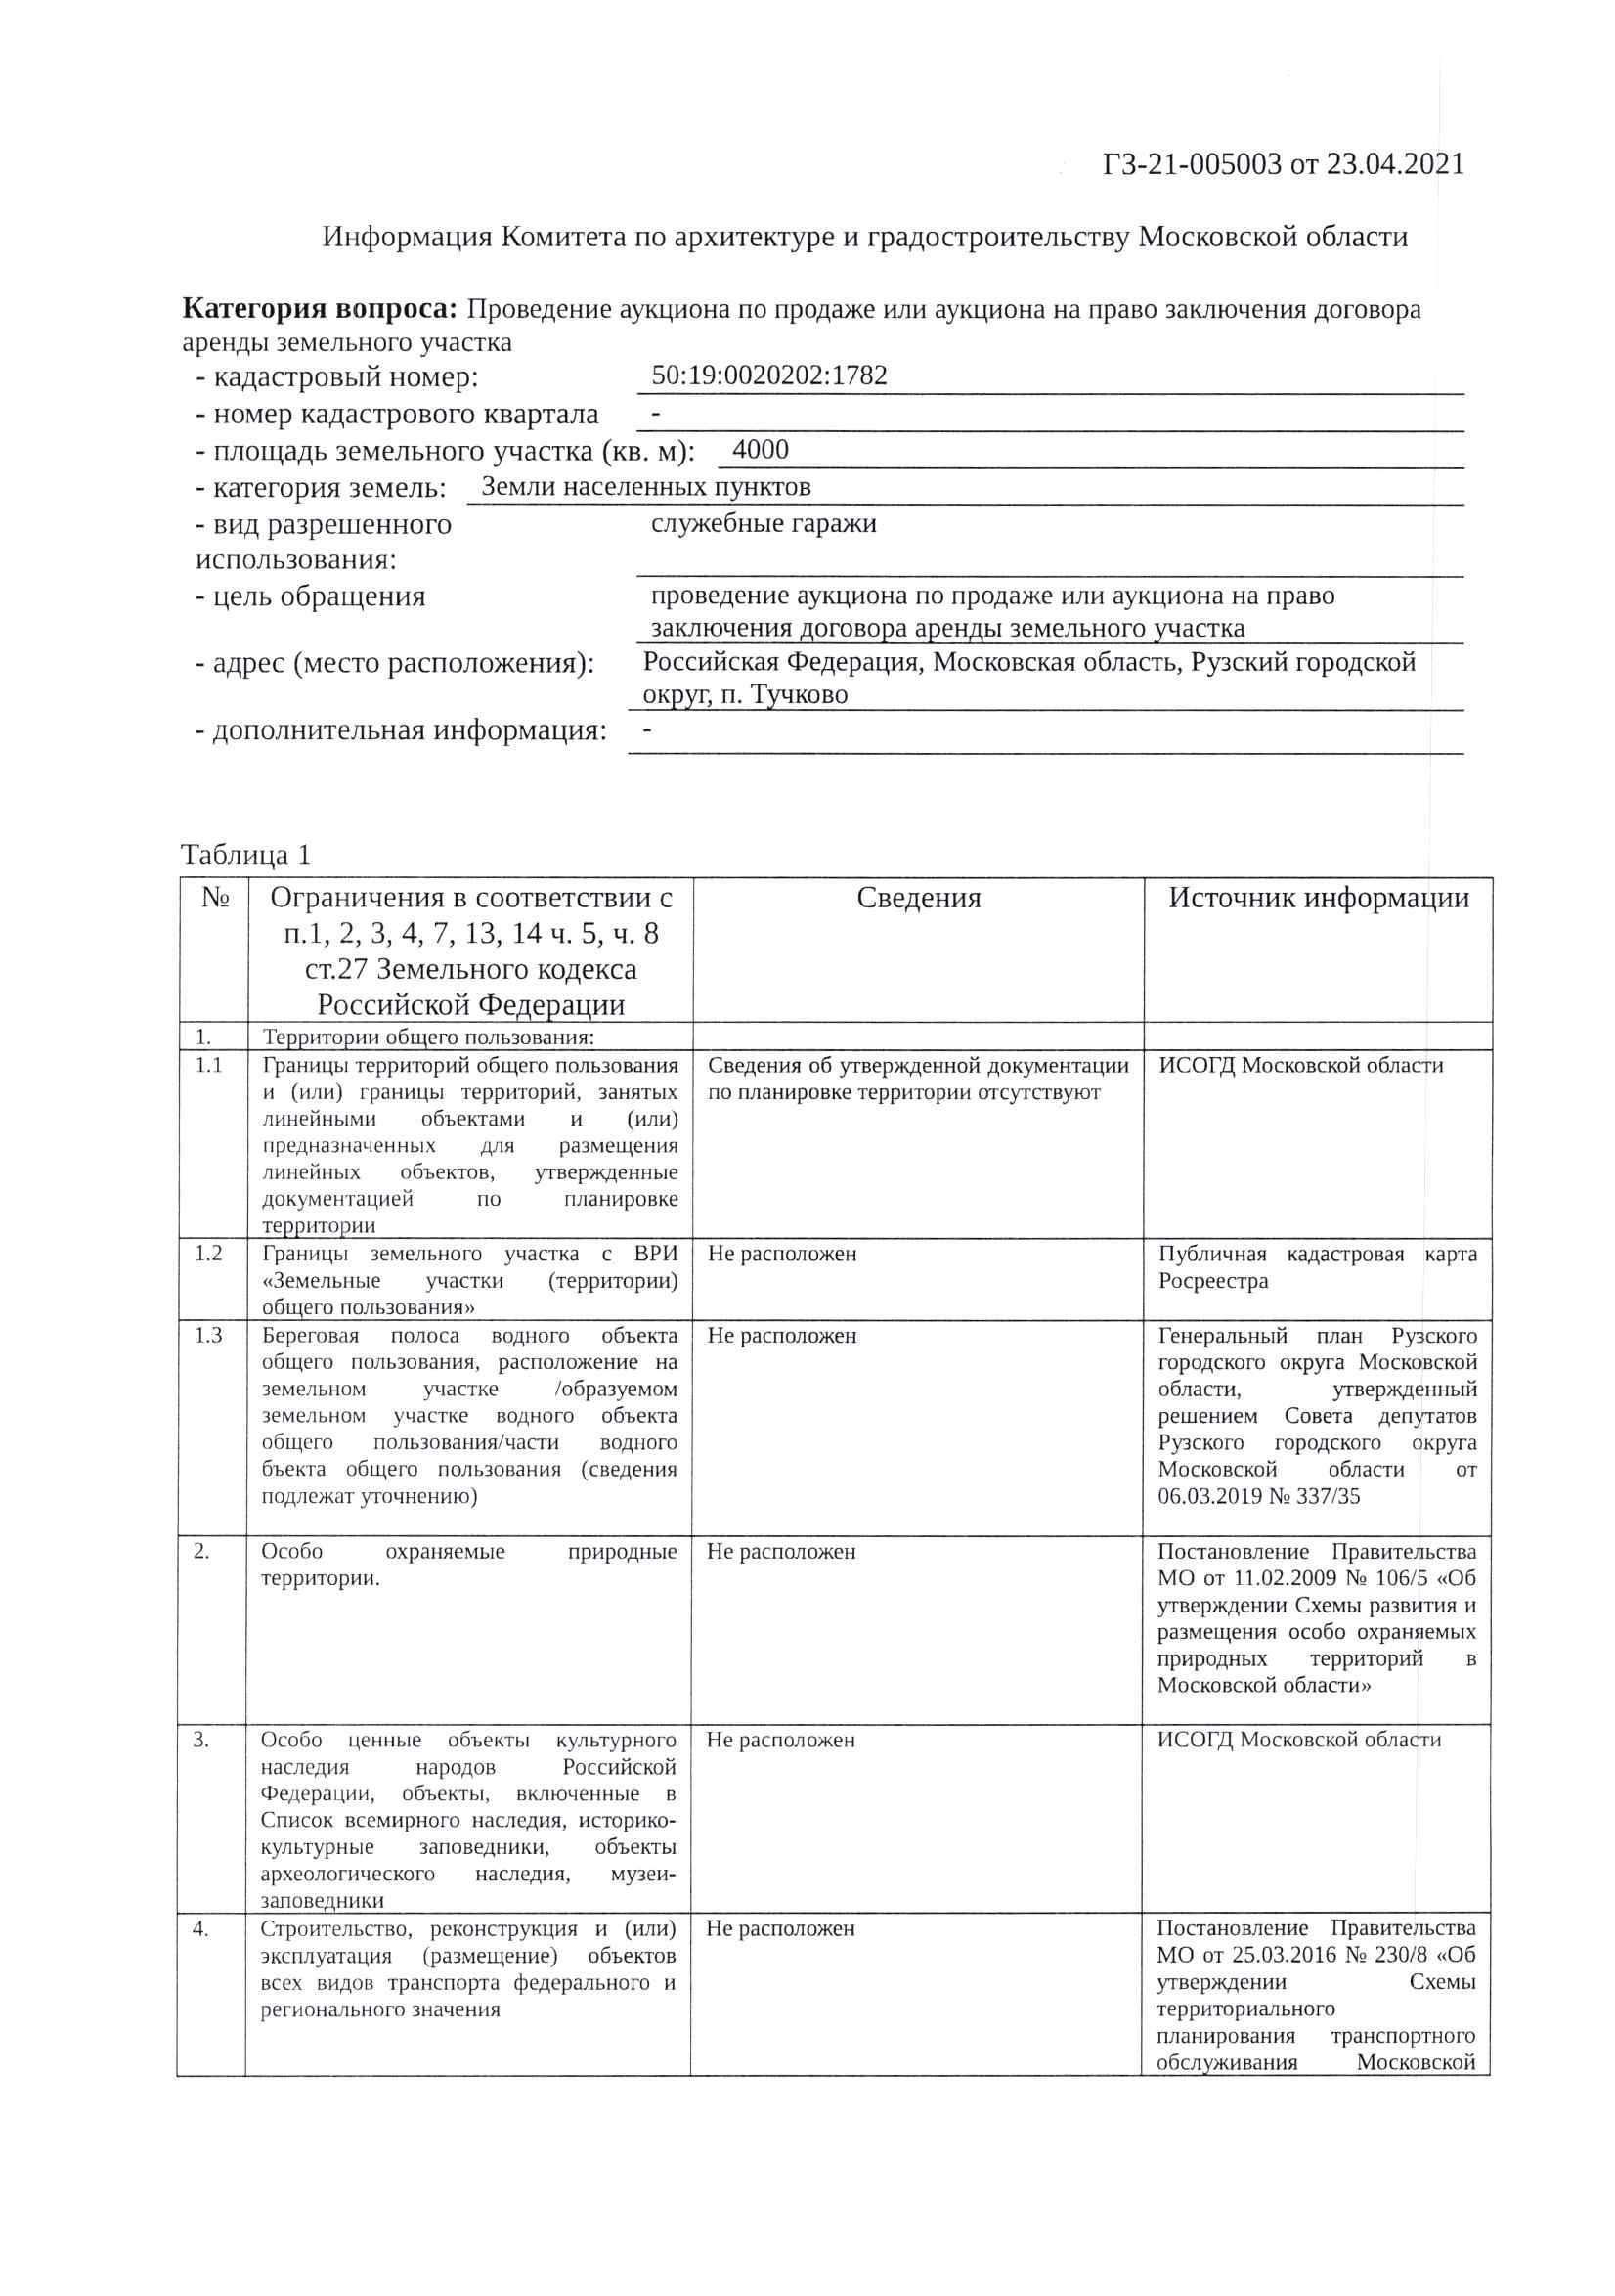 ГЗ-21-005003 от 23.04.2021
Информация Комитета по архитектуре и градостроительству Московской области
Категория вопроса: Проведение аукциона по продаже или аукциона на право заключения договора
аренды земельного участка
- кадастровый номер: 50:19:0020202:1782
- номер кадастрового квартала -
- площадь земельного участка (кв. м): 4000
- категория земель: Земли населенных пунктов
- вид разрешенного служебные гаражи
использования:
- цель обращения проведение аукциона по продаже или аукциона на право
заключения договора аренды земельного участка
- адрес (место расположения): Российская Федерация, Московская область, Рузский городской
округ, п. Тучково
- дополнительная информация: -
Таблица 1
№
Ограничения в соответствии с
п.1, 2, 3, 4, 7, 13, 14 ч. 5, ч. 8
ст.27 Земельного кодекса
Российской Федерации
Сведения
Источник информации
1.
Территории общего пользования:
1.1
Границы территорий общего пользования
и (или) границы территорий, занятых
линейными объектами и (или)
предназначенных для размещения
линейных объектов, утвержденные
документацией по планировке
территории
Сведения об утвержденной документации
по планировке территории отсутствуют
ИСОГД Московской области
1.2
Границы земельного участка с ВРИ
«Земельные участки (территории)
общего пользования»
Не расположен
Публичная кадастровая карта
Росреестра
1.3
Береговая полоса водного объекта
общего пользования, расположение на
земельном участке /образуемом
земельном участке водного объекта
общего пользования/части водного
бъекта общего пользования (сведения
подлежат уточнению)
Не расположен
Генеральный план Рузского
городского округа Московской
области, утвержденный
решением Совета депутатов
Рузского городского округа
Московской области от
06.03.2019 № 337/35
2.
Особо охраняемые природные
территории.
Не расположен
Постановление Правительства
МО от 11.02.2009 № 106/5 «Об
утверждении Схемы развития и
размещения особо охраняемых
природных территорий в
Московской области»
3.
Особо ценные объекты культурного
наследия народов Российской
Федерации, объекты, включенные в
Список всемирного наследия, историко-
культурные заповедники, объекты
археологического наследия, музеи-
заповедники
Не расположен
ИСОГД Московской области
4.
Строительство, реконструкция и (или)
эксплуатация (размещение) объектов
всех видов транспорта федерального и
регионального значения
Не расположен
Постановление Правительства
МО от 25.03.2016 № 230/8 «Об
утверждении Схемы
территориального
планирования транспортного
обслуживания Московской